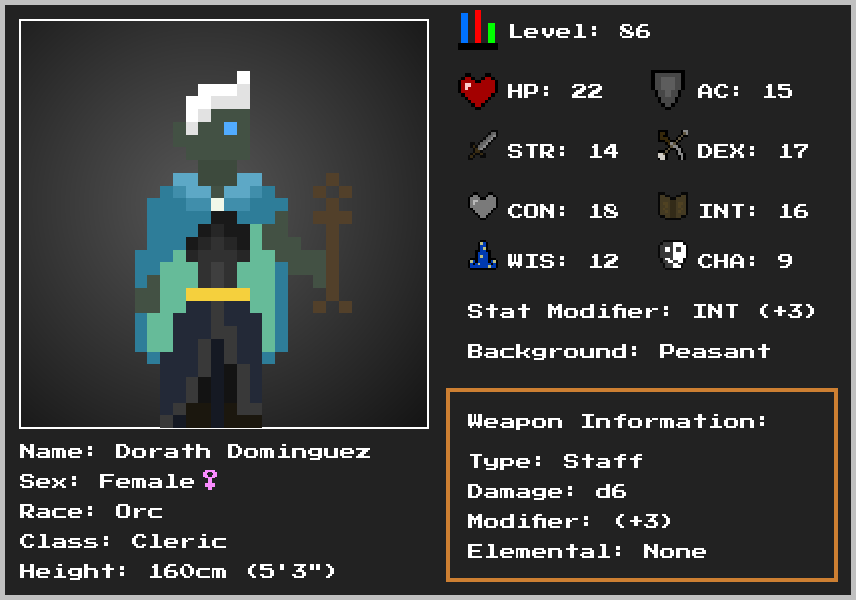 Level: 86
HP: 22 AC: 15
STR: 14 DEX: 17
CON: 18 INT: 16
WIS: 12 CHA: 9
Stat Modifier: INT (+3)
Background: Peasant
Weapon Information:
Type: Staff
Damage: d6
Modifier: (+3)
Elemental: None
Name: Dorath Dominguez
Sex: Female♀
Race: Orc
Class: Cleric
Height: 160cm (5'3")